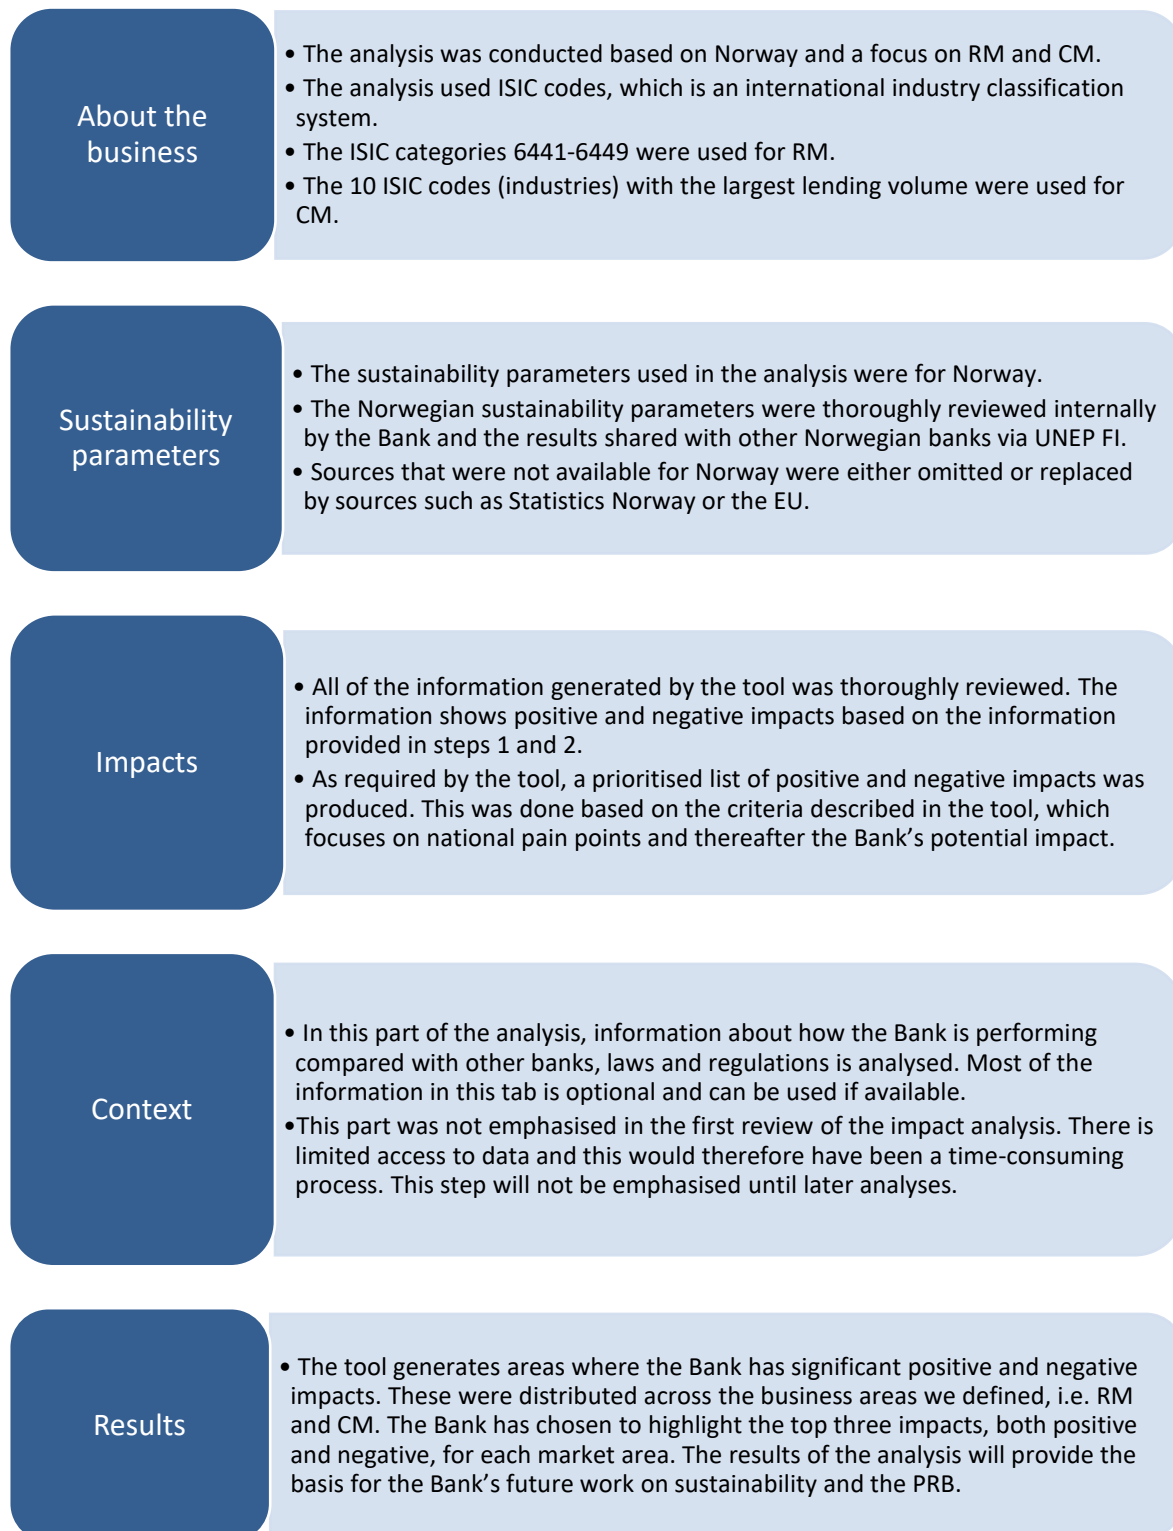 About the
business
• The analysis was conducted based on Norway and a focus on RM and CM.
• The analysis used ISIC codes, which is an international industry classification
system.
• The ISIC categories 6441-6449 were used for RM.
• The 10 ISIC codes (industries) with the largest lending volume were used for
CM.
Sustainability
parameters
• The sustainability parameters used in the analysis were for Norway.
• The Norwegian sustainability parameters were thoroughly reviewed internally
by the Bank and the results shared with other Norwegian banks via UNEP FI.
• Sources that were not available for Norway were either omitted or replaced
by sources such as Statistics Norway or the EU.
Impacts
• All of the information generated by the tool was thoroughly reviewed. The
information shows positive and negative impacts based on the information
provided in steps 1 and 2.
• As required by the tool, a prioritised list of positive and negative impacts was
produced. This was done based on the criteria described in the tool, which
focuses on national pain points and thereafter the Bank's potential impact.
Context
• In this part of the analysis, information about how the Bank is performing
compared with other banks, laws and regulations is analysed. Most of the
information in this tab is optional and can be used if available.
•This part was not emphasised in the first review of the impact analysis. There is
limited access to data and this would therefore have been a time-consuming
process. This step will not be emphasised until later analyses.
Results
• The tool generates areas where the Bank has significant positive and negative
impacts. These were distributed across the business areas we defined, i.e. RM
and CM. The Bank has chosen to highlight the top three impacts, both positive
and negative, for each market area. The results of the analysis will provide the
basis for the Bank's future work on sustainability and the PRB.